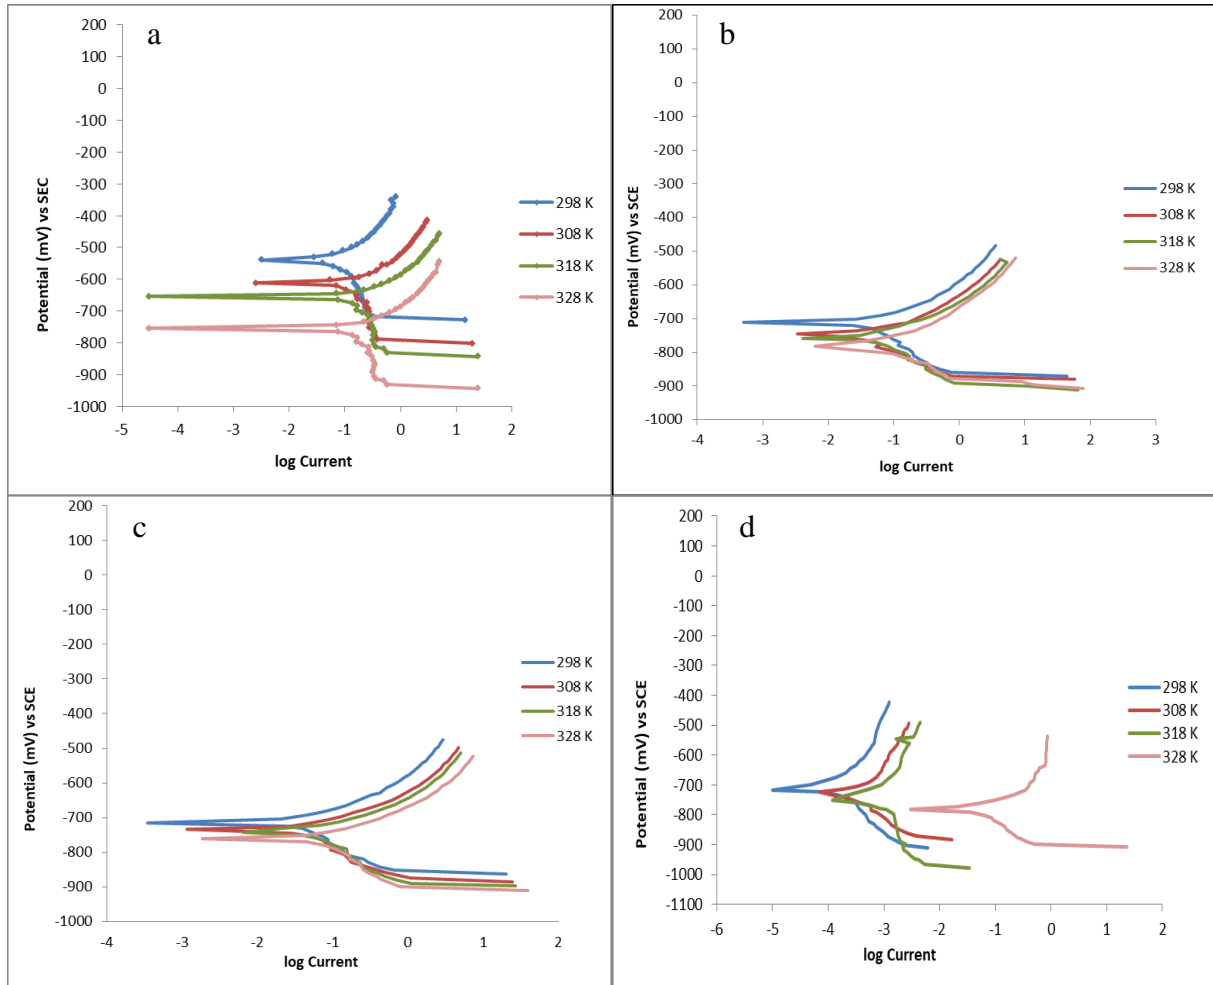 a
200
100
0
-100
-200
-300
-400
-500
-600
-700
-800
-900
-1000
Potential (mV) vs SEC
-5 -4 -3 -2 -1 0 1 2
log Current
298 K
308 K
318 K
328 K
b
200
100
0
-100
-200
-300
-400
-500
-600
-700
-800
-900
-1000
Potential (mV) vs SCE
-4 -3 -2 -1 0 1 2 3
log Current
298 K
308 K
318 K
328 K
c
200
100
0
-100
-200
-300
-400
-500
-600
-700
-800
-900
-1000
Potential (mV) vs SCE
-4 -3 -2 -1 0 1 2
log Current
298 K
308 K
318 K
328 K
d
200
100
0
-100
-200
-300
-400
-500
-600
-700
-800
-900
-1000
-1100
Potential (mV) vs SCE
-6 -5 -4 -3 -2 -1 0 1 2
log Current
298 K
308 K
318 K
328 K